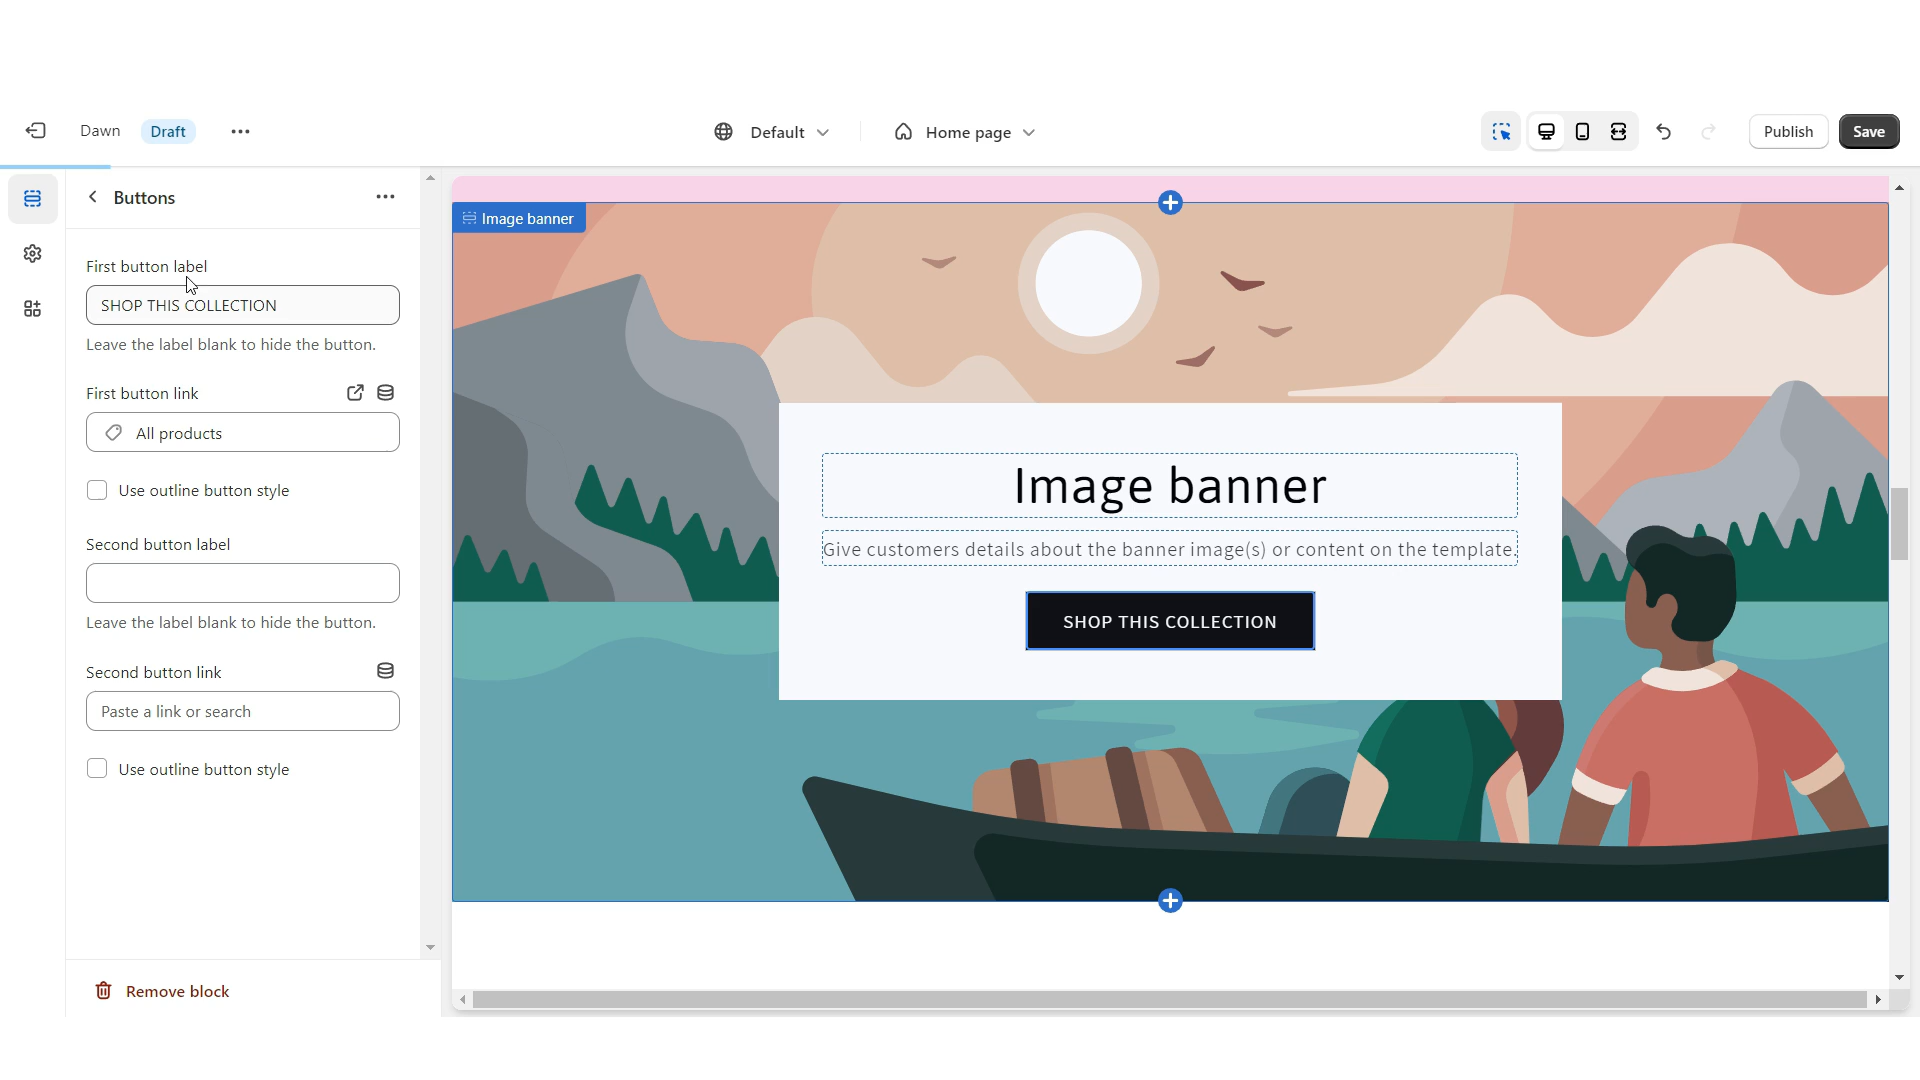 Dawn
Draft
Default
Home page
Publish
Save
Buttons
First button label
SHOP THIS COLLECTION
Leave the label blank to hide the button.
First button link
All products
Use outline button style
Second button label
Leave the label blank to hide the button.
Second button link
Paste a link or search
Use outline button style
Remove block
Image banner
Image banner
Give customers details about the banner image(s) or content on the template.
SHOP THIS COLLECTION